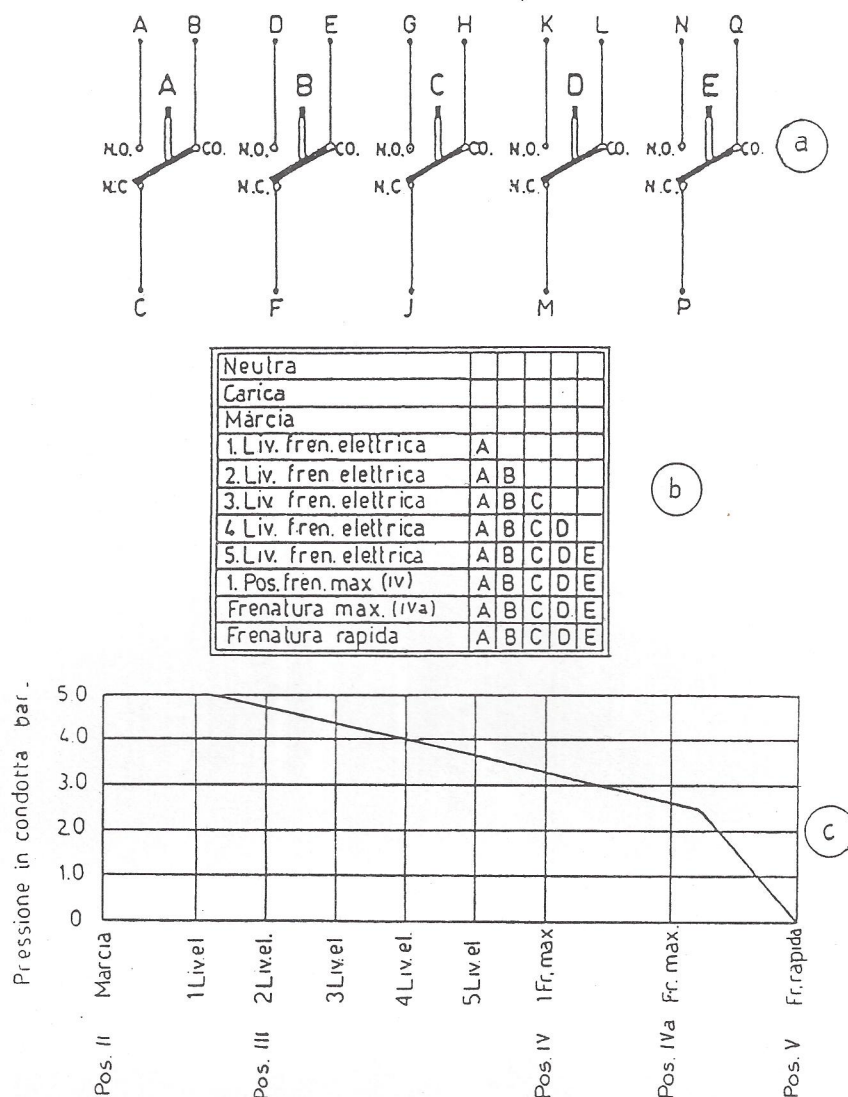 A B D E G H K L N Q
A B C D E
N.O. CO. N.O. CO. N.O. CO. N.O. CO. N.O. CO. a
N.C N.C. N.C N.C. N.C.
C F J M P
Neutra
Carica
Márcia
1. Liv. fren. elettrica A
2. Liv. fren elettrica A B
3. Liv. fren. elettrica A B C
4 Liv. fren. elettrica A B C D
5. Liv. fren. elettrica A B C D E
1. Pos. fren. max (IV) A B C D E
Frenatura max. (IVa) A B C D E
Frenatura rapida A B C D E
b
Pressione in condotta bar.
5.0
4.0
3.0
2.0
1.0
0
c
Marcia
1 Liv. el
2 Liv. el.
3 Liv. el
4 Liv. el.
5 Liv. el
1 Fr. max
Fr. max.
Fr. rapida
Pos. II
Pos. III
Pos. IV
Pos. IVa
Pos. V